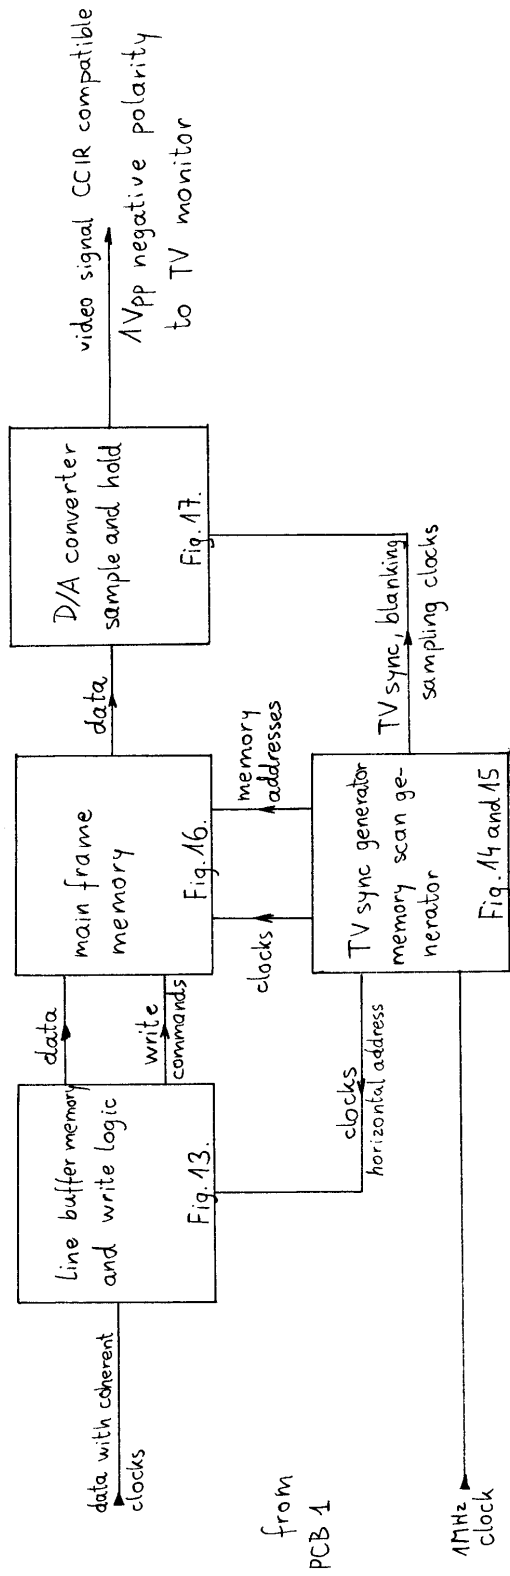 data with coherent
clocks
from
PCB 1
1MHz
clock
Line buffer memory
and write logic
Fig. 13.
data
write
commands
clocks
horizontal address
main frame
memory
Fig. 16.
clocks
memory
addresses
TV sync generator
memory scan ge-
nerator
Fig. 14 and 15
data
TV sync, blanking
sampling clocks
D/A converter
sample and hold
Fig. 17.
video signal CCIR compatible
1Vpp negative polarity
to TV monitor